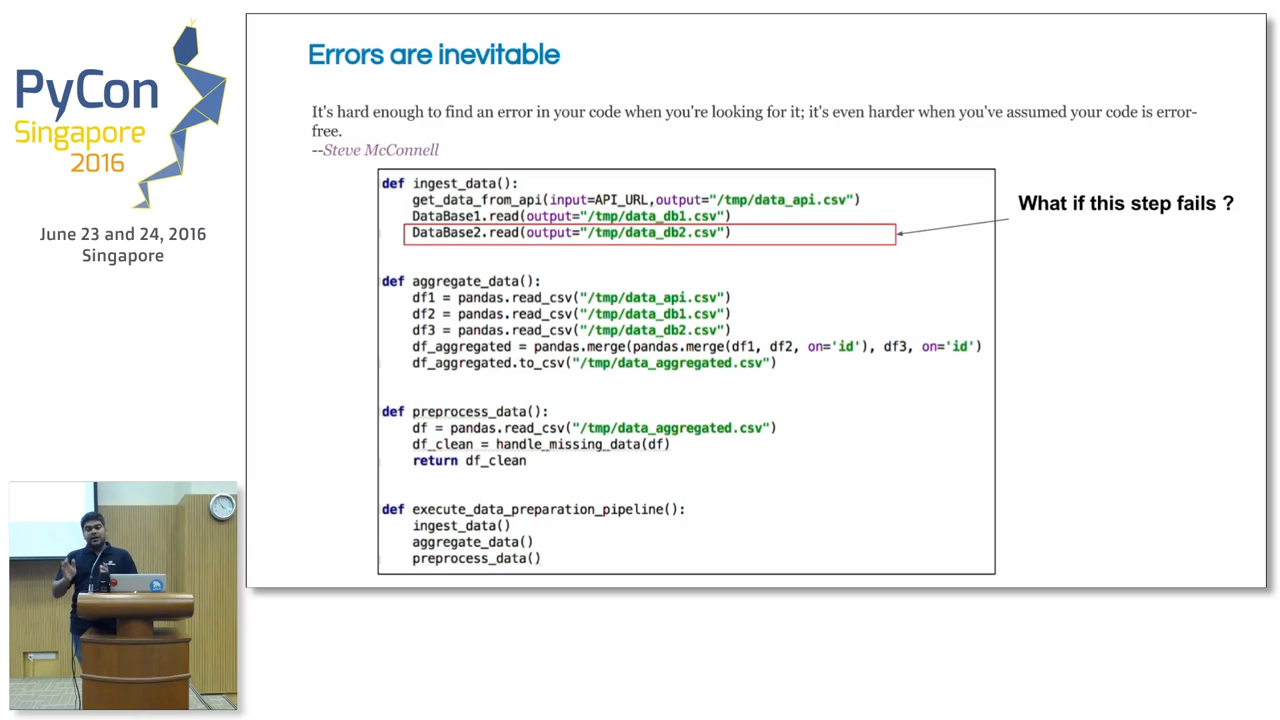 PyCon
Singapore
2016
June 23 and 24, 2016
Singapore
Errors are inevitable
It's hard enough to find an error in your code when you're looking for it; it's even harder when you've assumed your code is error-
free.
--Steve McConnell
def ingest_data():
    get_data_from_api(input=API_URL,output="/tmp/data_api.csv")
    DataBase1.read(output="/tmp/data_db1.csv")
    DataBase2.read(output="/tmp/data_db2.csv")
What if this step fails ?
def aggregate_data():
    df1 = pandas.read_csv("/tmp/data_api.csv")
    df2 = pandas.read_csv("/tmp/data_db1.csv")
    df3 = pandas.read_csv("/tmp/data_db2.csv")
    df_aggregated = pandas.merge(pandas.merge(df1, df2, on='id'), df3, on='id')
    df_aggregated.to_csv("/tmp/data_aggregated.csv")
def preprocess_data():
    df = pandas.read_csv("/tmp/data_aggregated.csv")
    df_clean = handle_missing_data(df)
    return df_clean
def execute_data_preparation_pipeline():
    ingest_data()
    aggregate_data()
    preprocess_data()